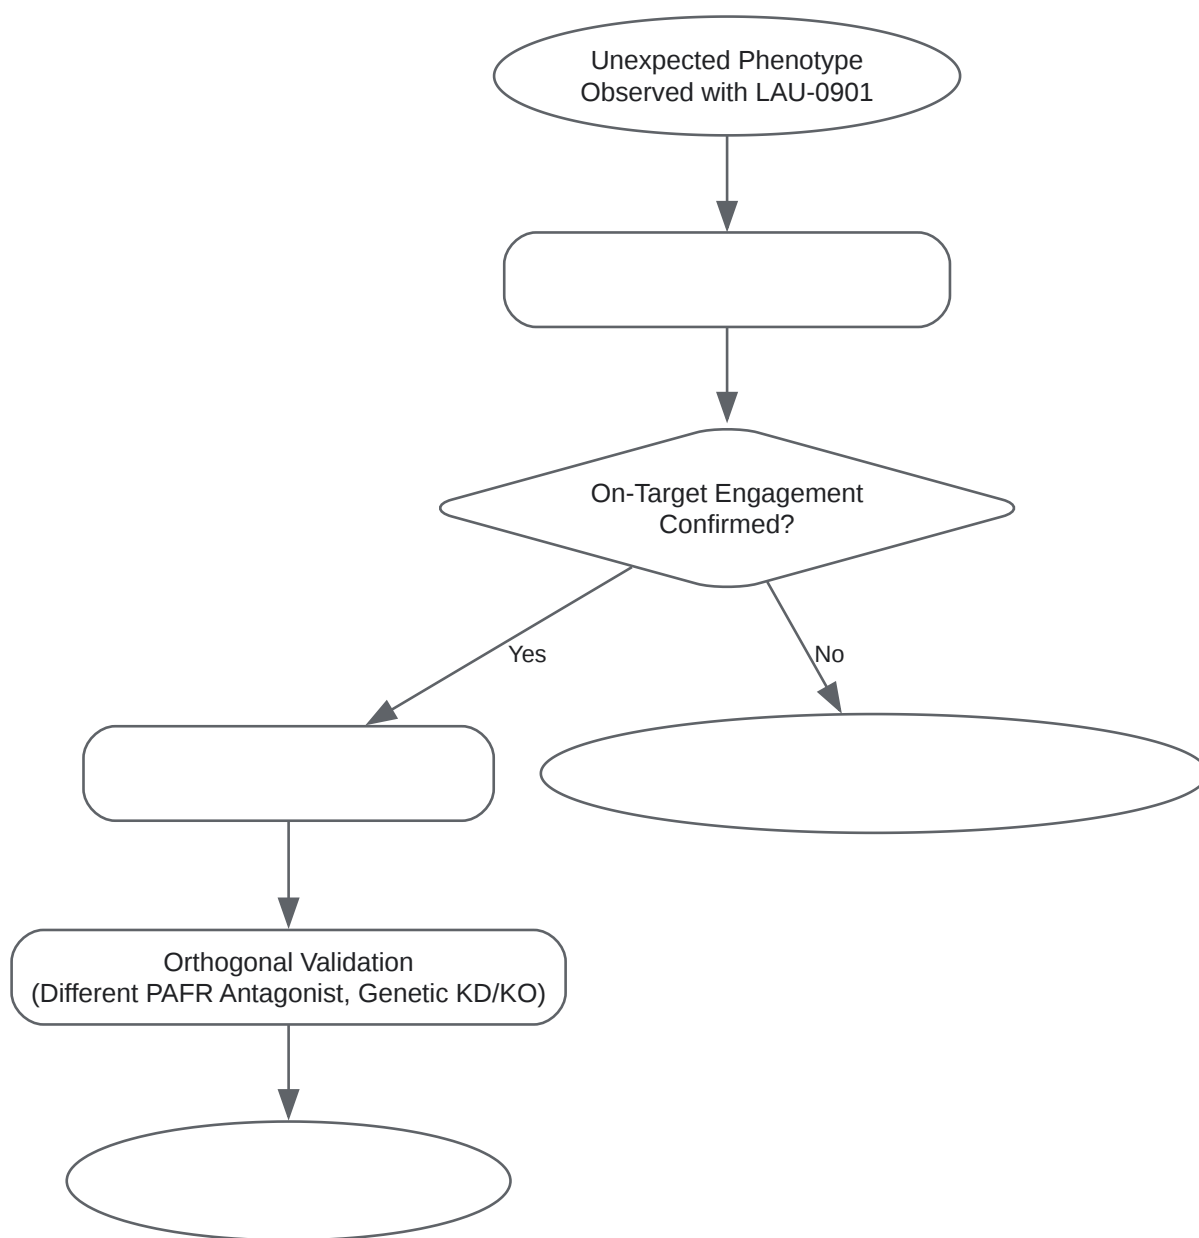 Unexpected Phenotype
Observed with LAU-0901
On-Target Engagement
Confirmed?
Yes
No
Orthogonal Validation
(Different PAFR Antagonist, Genetic KD/KO)